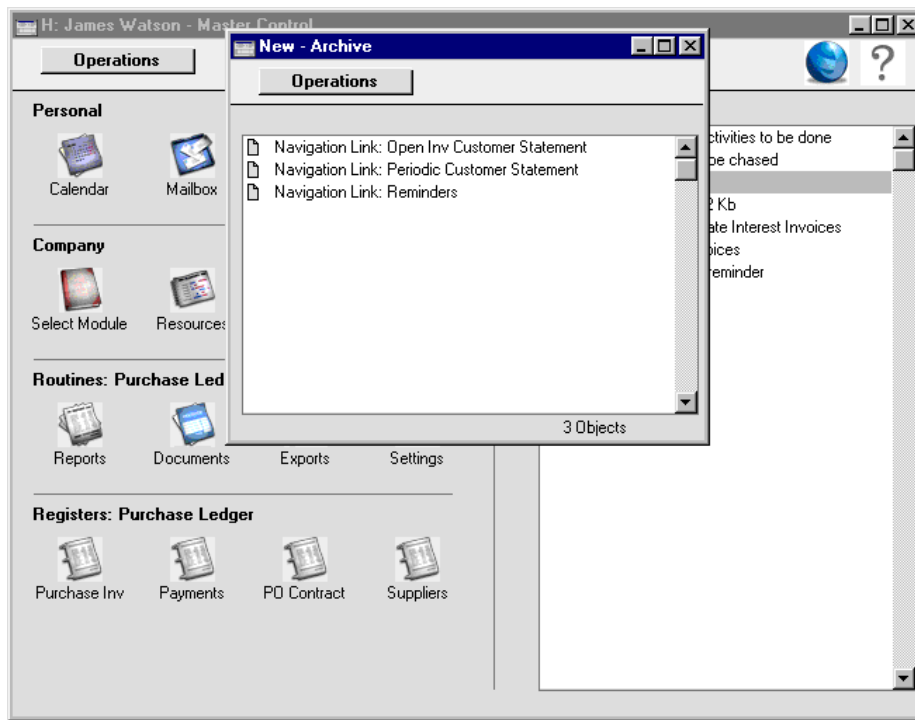 H: James Watson - Master Control
Operations
New - Archive
Operations
Navigation Link: Open Inv Customer Statement
Navigation Link: Periodic Customer Statement
Navigation Link: Reminders
3 Objects
?
Personal
Calendar
Mailbox
Company
Select Module
Resources
Routines: Purchase Led
Reports
Documents
Exports
Settings
Registers: Purchase Ledger
Purchase Inv
Payments
PO Contract
Suppliers
to be done
be chased
2 Kb
Interest Invoices
reminder